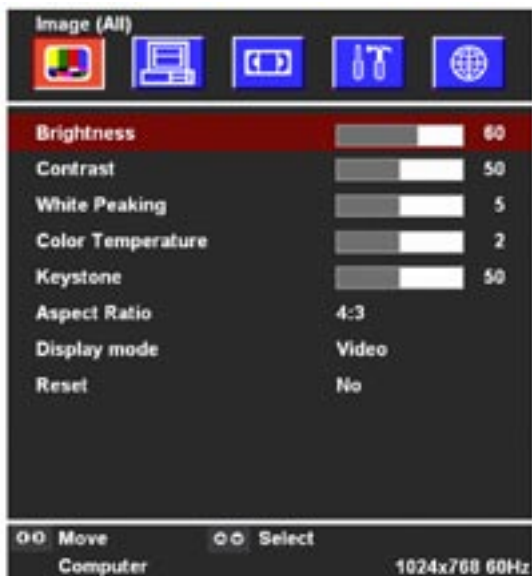 Image (All)
Brightness 60
Contrast 50
White Peaking 5
Color Temperature 2
Keystone 50
Aspect Ratio 4:3
Display mode Video
Reset No
Move Select
Computer 1024x768 60Hz